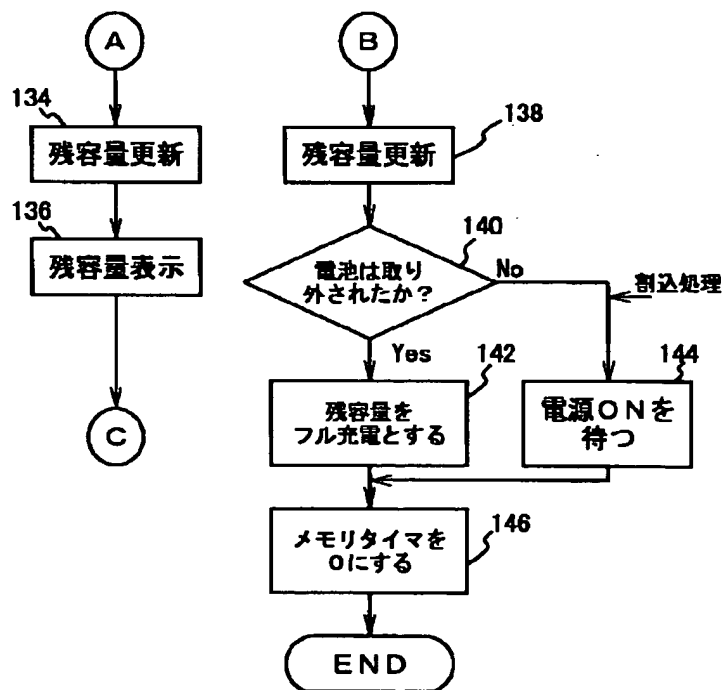 A
134
残容量更新
136
残容量表示
C
B
138
残容量更新
140
電池は取り
外されたか?
No
割込処理
Yes
142
残容量を
フル充電とする
144
電源ONを
待つ
146
メモリタイマを
0にする
END